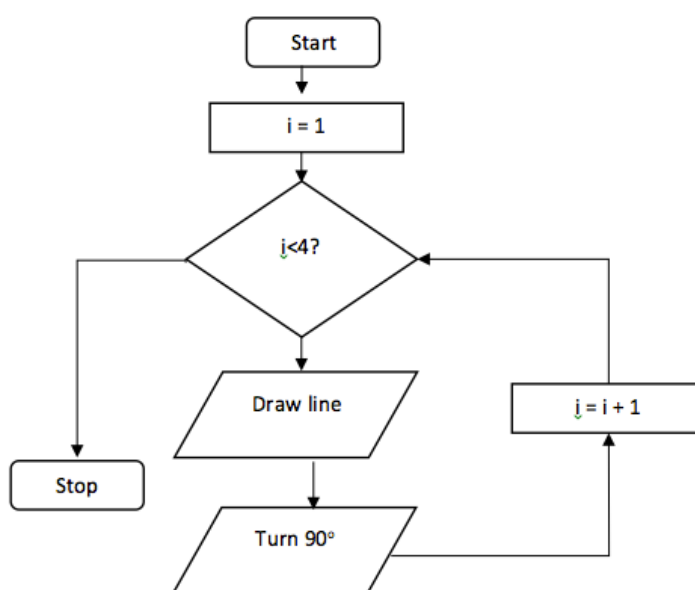 Start
i = 1
i<4?
Draw line
i = i + 1
Stop
Turn 90°